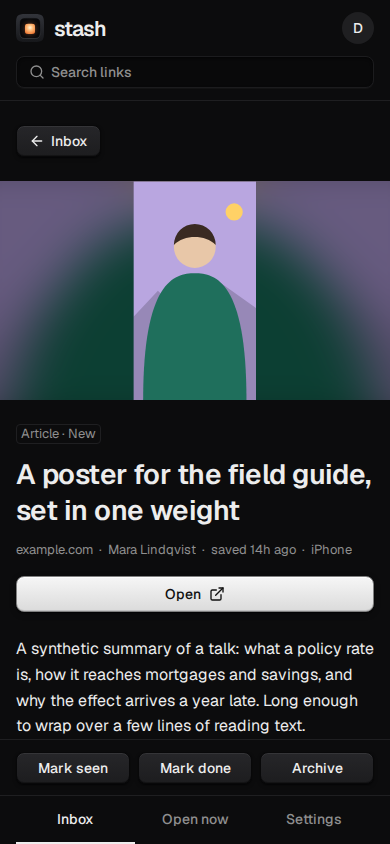 stash
D
Search links
Inbox
Article · New
A poster for the field guide,
set in one weight
example.com · Mara Lindqvist · saved 14h ago · iPhone
Open
A synthetic summary of a talk: what a policy rate
is, how it reaches mortgages and savings, and
why the effect arrives a year late. Long enough
to wrap over a few lines of reading text.
Mark seen
Mark done
Archive
Inbox
Open now
Settings